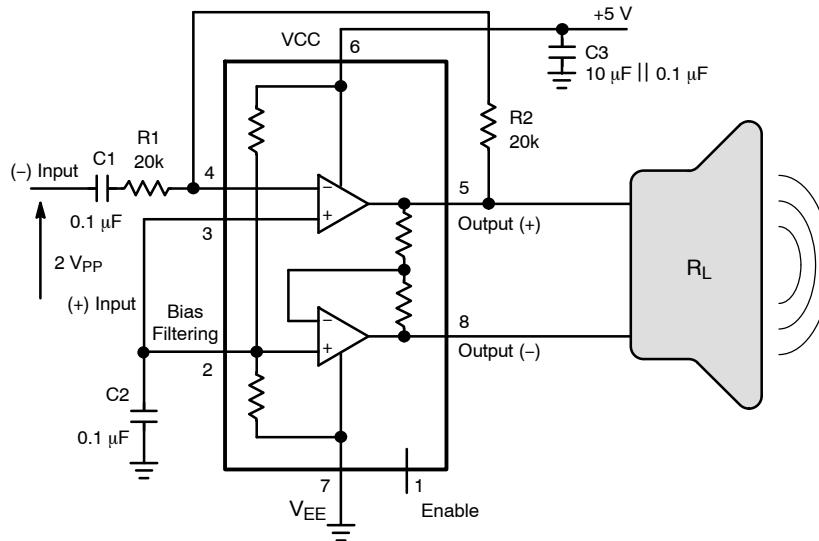 +5 V
VCC
6
C3
10 μF || 0.1 μF
R2
20k
R1
20k
C1
(–) Input
4
5
0.1 μF
3
Output (+)
2 VPP
RL
(+) Input
Bias
Filtering
8
2
Output (–)
C2
0.1 μF
7
1
VEE
Enable
−
+
−
+